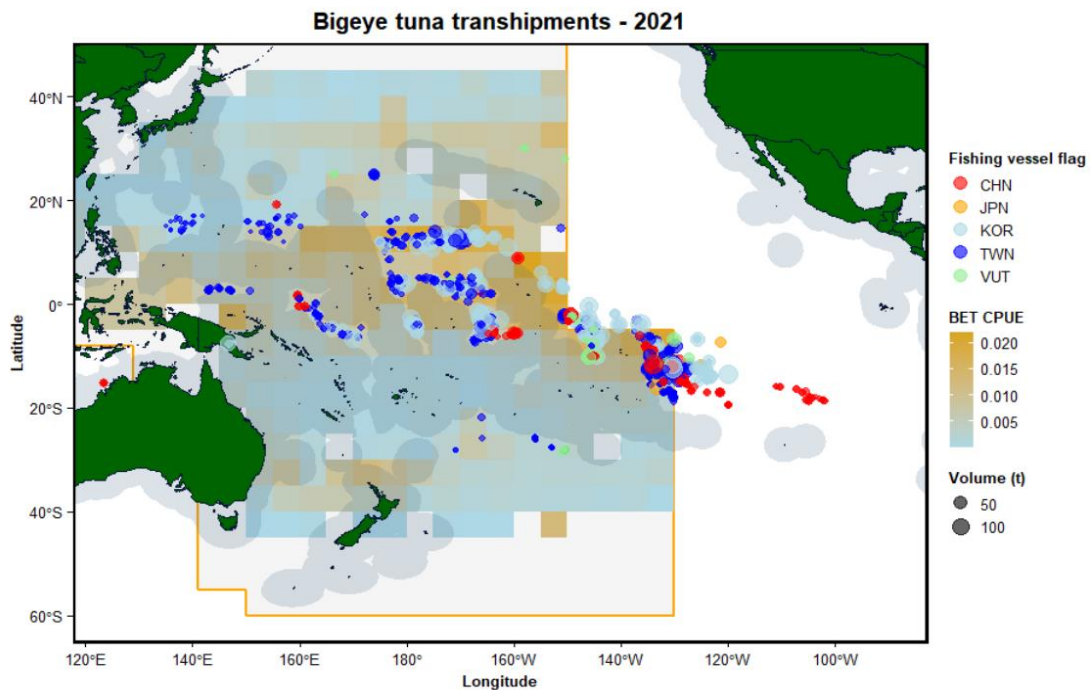 Bigeye tuna transhipments - 2021
40°N
20°N
0°
20°S
40°S
60°S
Latitude
120°E
140°E
160°E
180°
160°W
140°W
120°W
100°W
Longitude
Fishing vessel flag
CHN
JPN
KOR
TWN
VUT
BET CPUE
0.020
0.015
0.010
0.005
Volume (t)
50
100